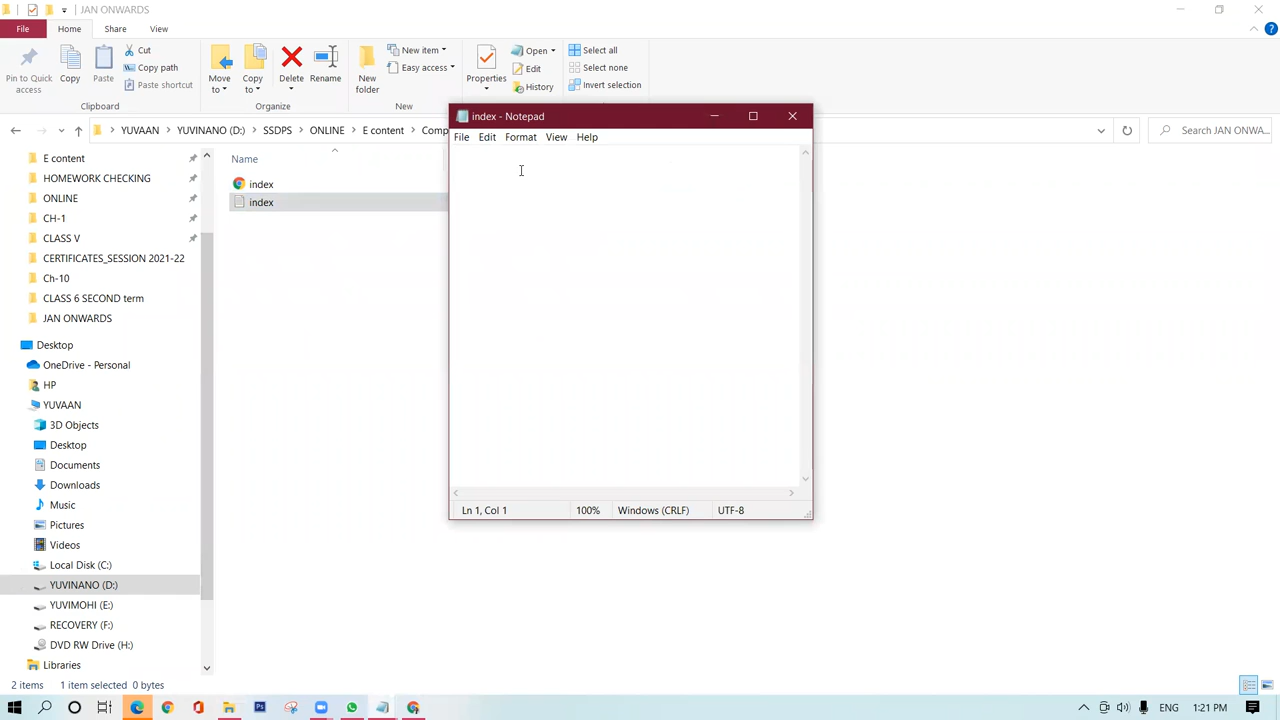 JAN ONWARDS
File
Home
Share
View
Pin to Quick access
Copy
Paste
Cut
Copy path
Paste shortcut
Clipboard
Move to
Copy to
Delete
Rename
Organize
New folder
New item
Easy access
New
Properties
Open
Edit
History
Select all
Select none
Invert selection
YUVAAN > YUVINANO (D:) > SSDPS > ONLINE > E content > Comp
Search JAN ONWA...
E content
HOMEWORK CHECKING
ONLINE
CH-1
CLASS V
CERTIFICATES_SESSION 2021-22
Ch-10
CLASS 6 SECOND term
JAN ONWARDS
Desktop
OneDrive - Personal
HP
YUVAAN
3D Objects
Desktop
Documents
Downloads
Music
Pictures
Videos
Local Disk (C:)
YUVINANO (D:)
YUVIMOHI (E:)
RECOVERY (F:)
DVD RW Drive (H:)
Libraries
Name
index
index
index - Notepad
File Edit Format View Help
Ln 1, Col 1 100% Windows (CRLF) UTF-8
2 items 1 item selected 0 bytes
ENG 1:21 PM